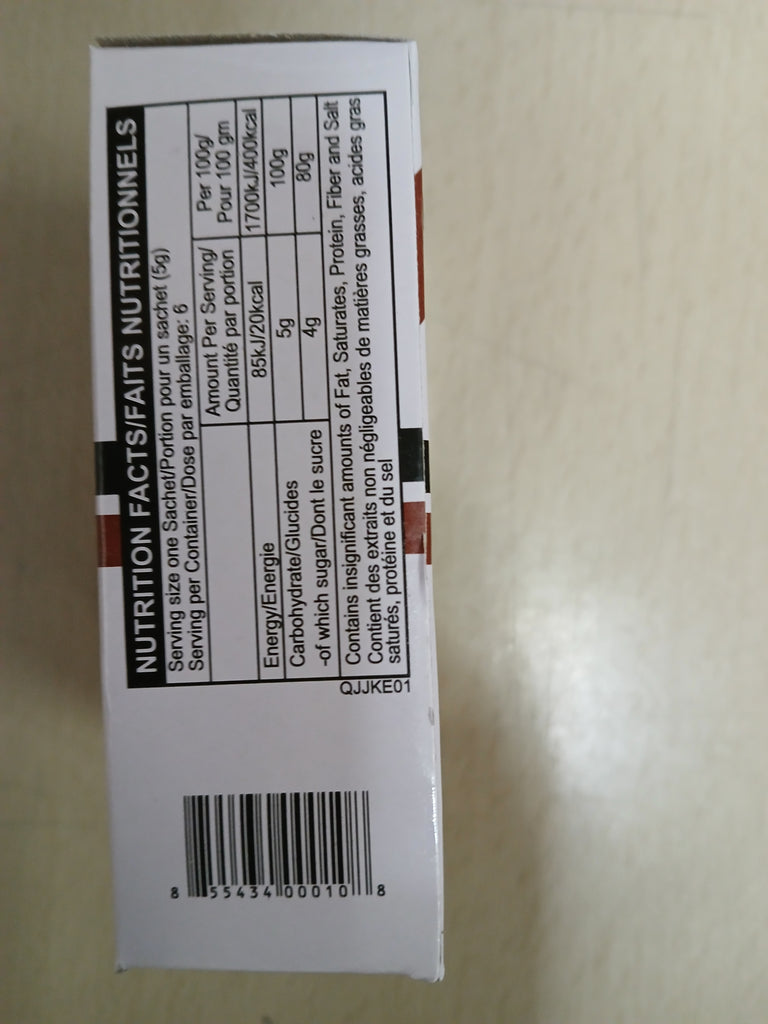 NUTRITION FACTS/FAITS NUTRITIONNELS
Serving size one Sachet/Portion pour un sachet (5g)
Serving per Container/Dose par emballage: 6
Amount Per Serving/ Per 100g/
Quantité par portion Pour 100 gm
Energy/Energie 85kJ/20kcal 1700kJ/400kcal
Carbohydrate/Glucides 5g 100g
-of which sugar/Dont le sucre 4g 80g
Contains insignificant amounts of Fat, Saturates, Protein, Fiber and Salt
Contient des extraits non négligeables de matières grasses, acides gras
saturés, protéine et du sel
QJJKE01
8 55434 00010 8